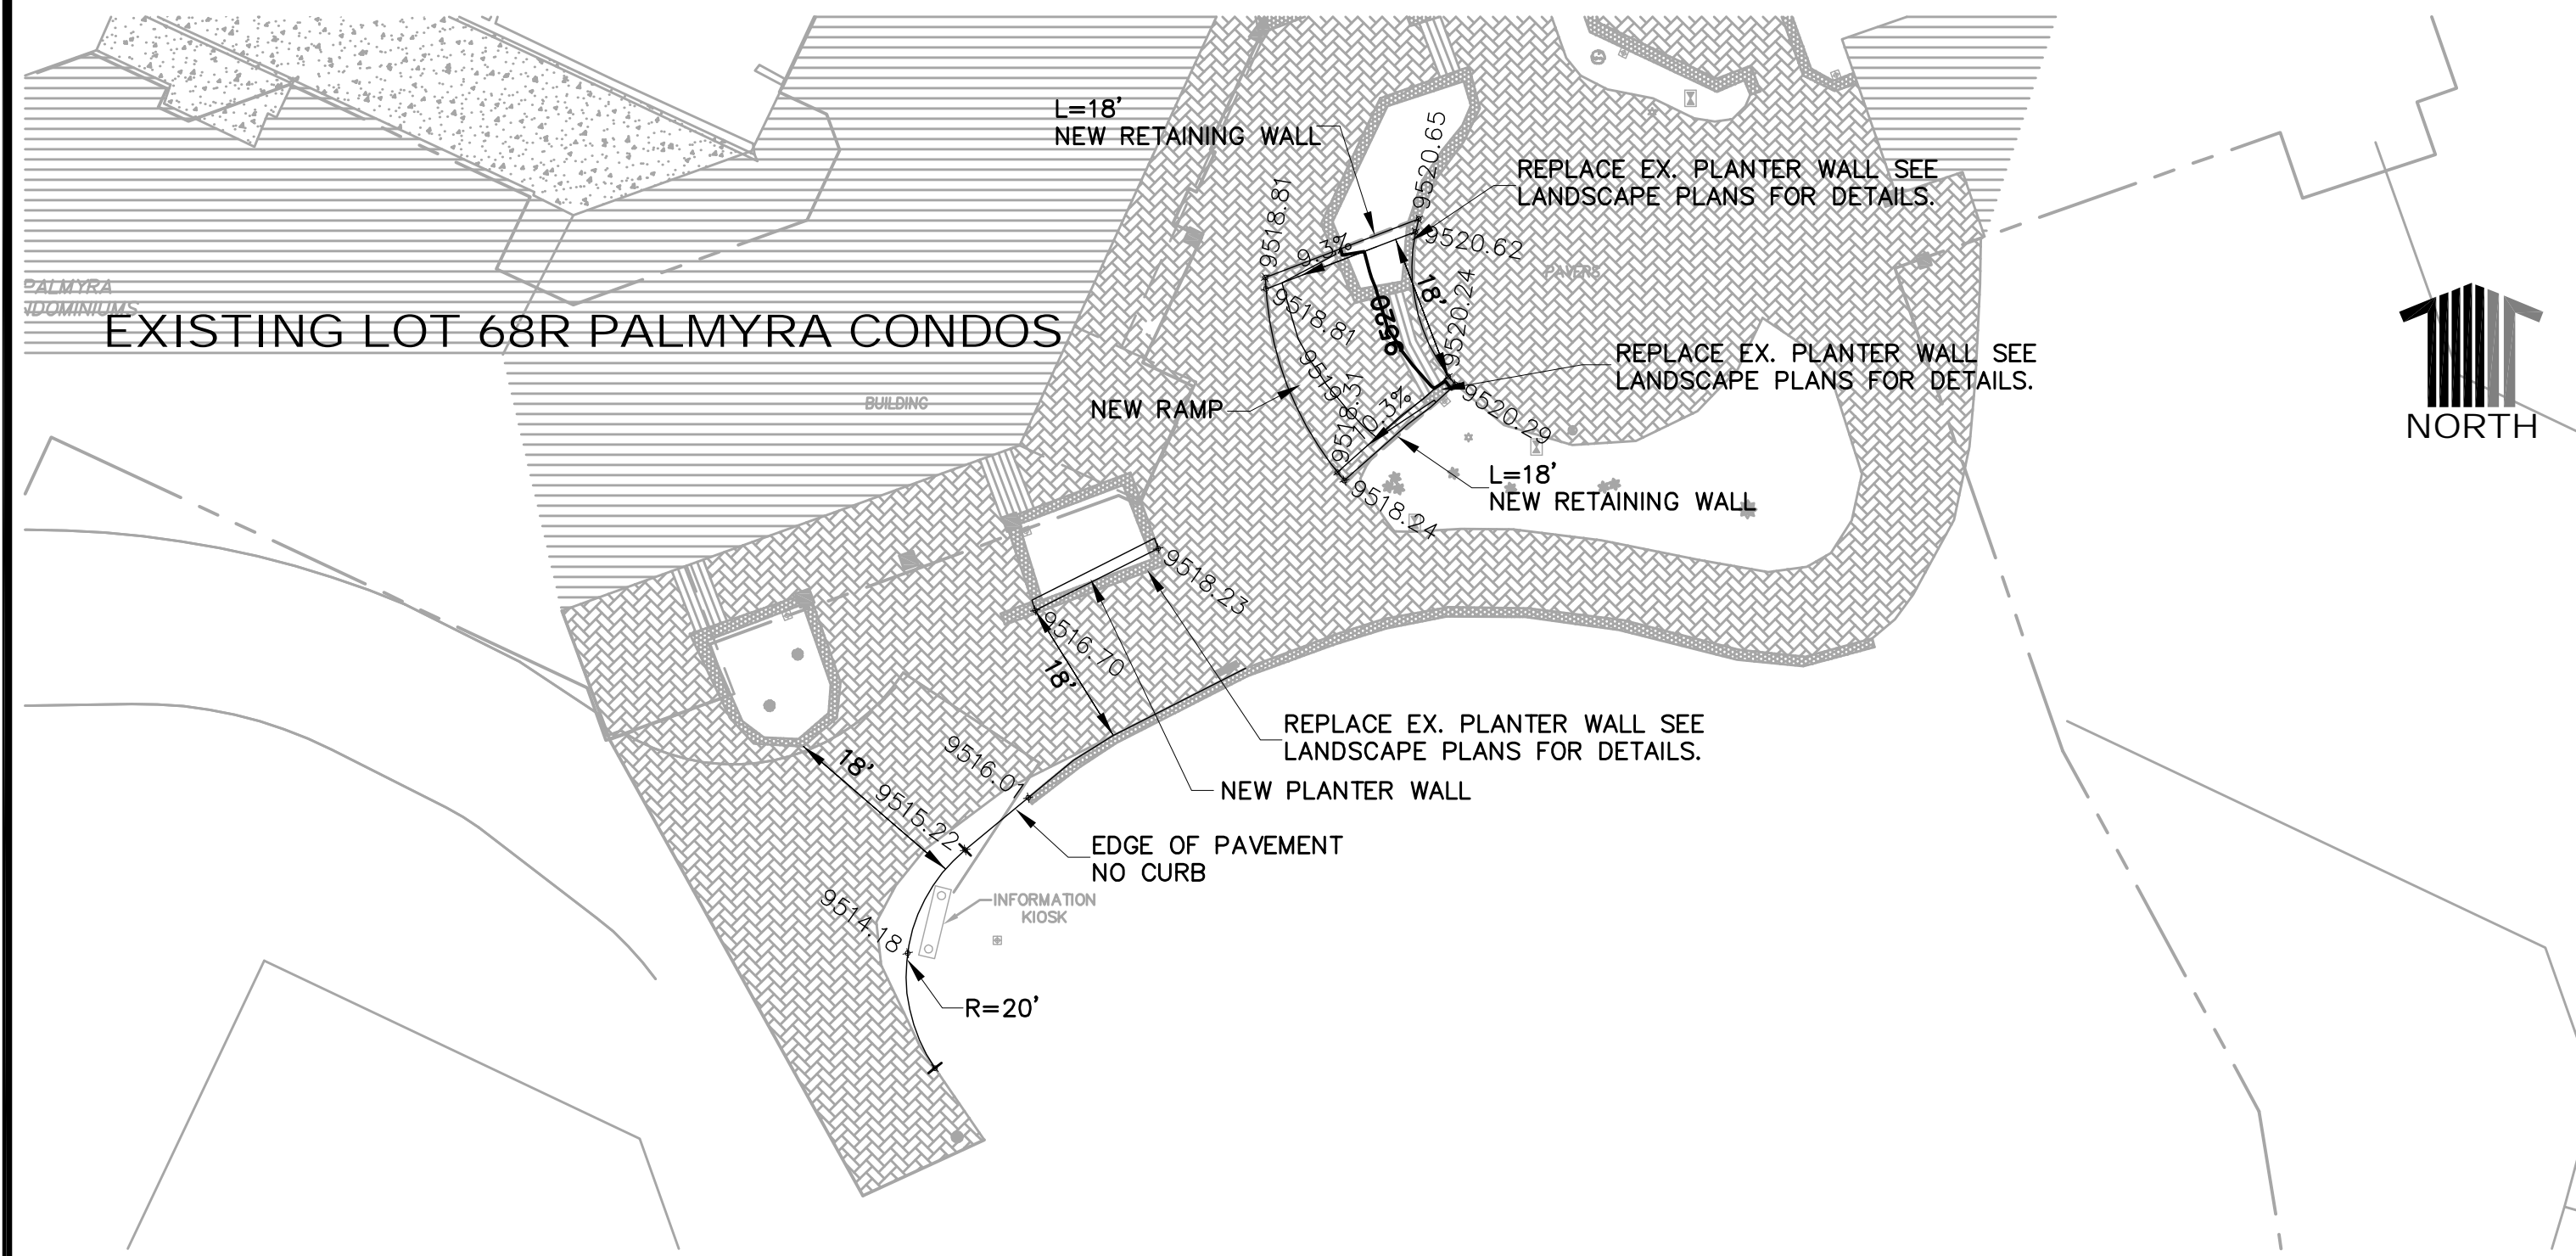 L=18'
NEW RETAINING WALL
9520.65
REPLACE EX. PLANTER WALL SEE
LANDSCAPE PLANS FOR DETAILS.
9518.81
9.3%
9520.62
PAVERS
18'
9520.24
9520
9518.81
PALMYRA
NDOMINIUMS
EXISTING LOT 68R PALMYRA CONDOS
REPLACE EX. PLANTER WALL SEE
LANDSCAPE PLANS FOR DETAILS.
NORTH
BUILDING
NEW RAMP
9519
9518.37
10.3%
9520.29
L=18'
NEW RETAINING WALL
9518.24
9518.23
9516.70
18'
REPLACE EX. PLANTER WALL SEE
LANDSCAPE PLANS FOR DETAILS.
NEW PLANTER WALL
9516.01
18'
9515.22
EDGE OF PAVEMENT
NO CURB
INFORMATION
KIOSK
9514.18
R=20'